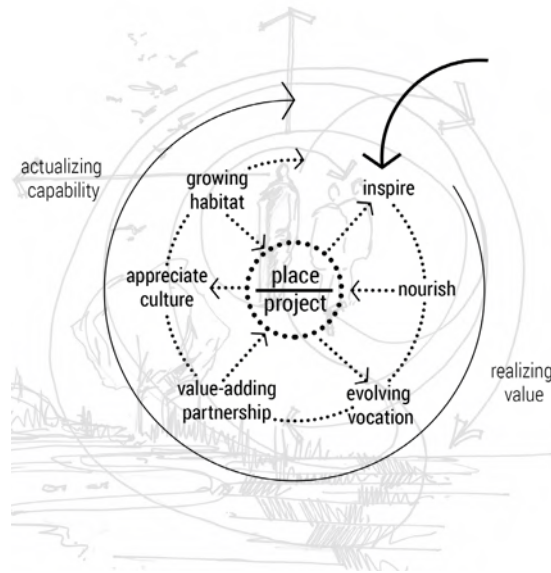 actualizing
capability
growing
habitat
inspire
appreciate
culture
place
project
nourish
value-adding
partnership
evolving
vocation
realizing
value